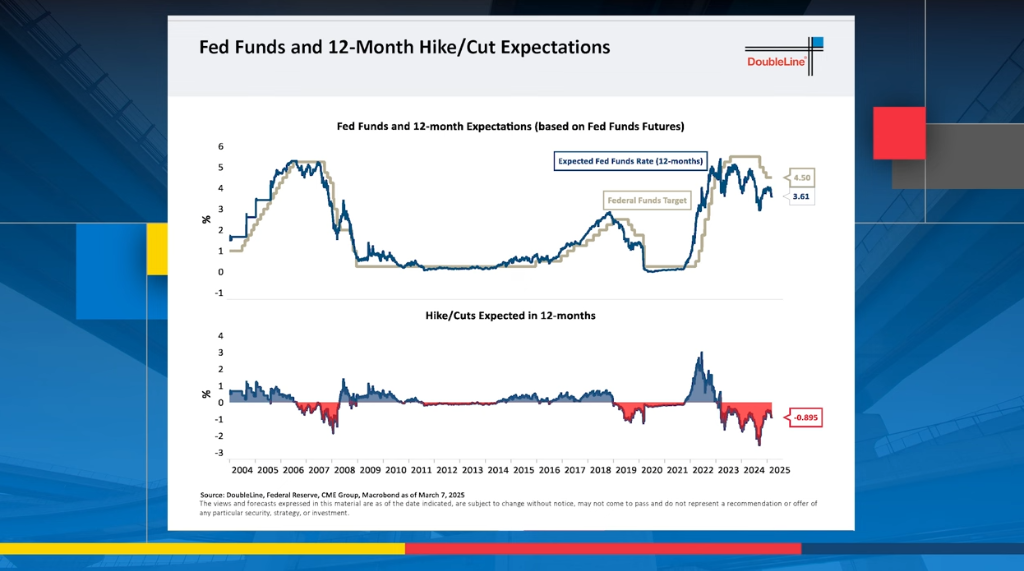 Fed Funds and 12-Month Hike/Cut Expectations
DoubleLine®
Fed Funds and 12-month Expectations (based on Fed Funds Futures)
6
5
4
3
2
1
0
-1
%
Expected Fed Funds Rate (12-months)
Federal Funds Target
4.50
3.61
Hike/Cuts Expected in 12-months
4
3
2
1
0
-1
-2
-3
%
-0.895
2004 2005 2006 2007 2008 2009 2010 2011 2012 2013 2014 2015 2016 2017 2018 2019 2020 2021 2022 2023 2024 2025
Source: DoubleLine, Federal Reserve, CME Group, Macrobond as of March 7, 2025
The views and forecasts expressed in this material are as of the date indicated, are subject to change without notice, may not come to pass and do not represent a recommendation or offer of
any particular security, strategy, or investment.